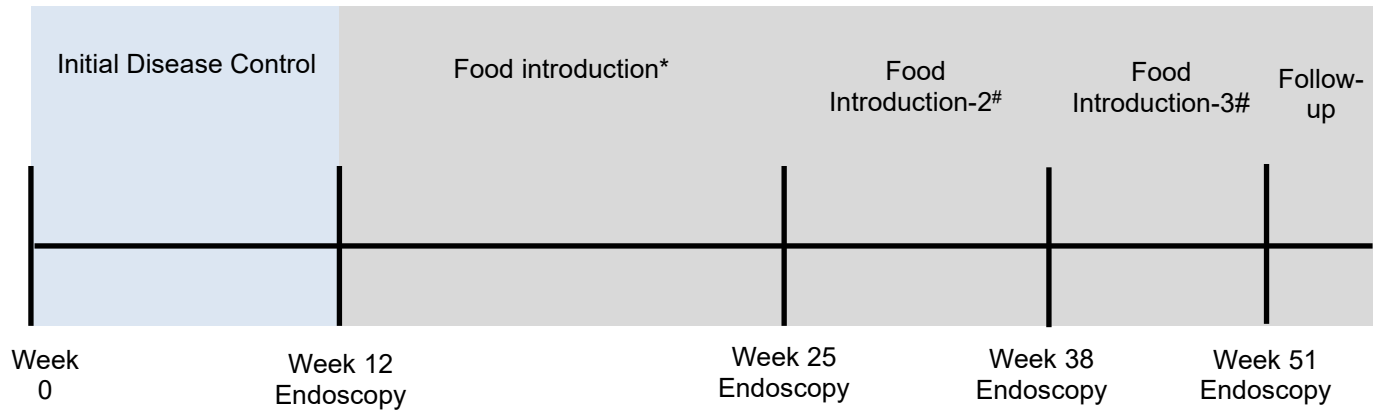 Initial Disease Control
Food introduction*
Food
Introduction-2#
Food
Introduction-3#
Follow-
up
Week
0
Week 12
Endoscopy
Week 25
Endoscopy
Week 38
Endoscopy
Week 51
Endoscopy